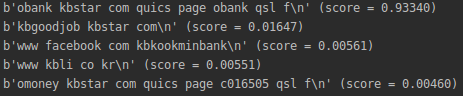 b'obank kbstar com quics page obank qsl f\n' (score = 0.93340)
b'kbgoodjob kbstar com\n' (score = 0.01647)
b'www facebook com kbkookminbank\n' (score = 0.00561)
b'www kbli co kr\n' (score = 0.00551)
b'omoney kbstar com quics page c016505 qsl f\n' (score = 0.00460)